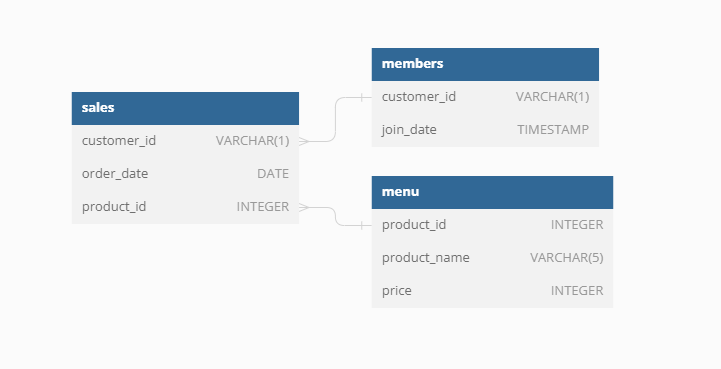 sales
customer_id VARCHAR(1)
order_date DATE
product_id INTEGER
members
customer_id VARCHAR(1)
join_date TIMESTAMP
menu
product_id INTEGER
product_name VARCHAR(5)
price INTEGER